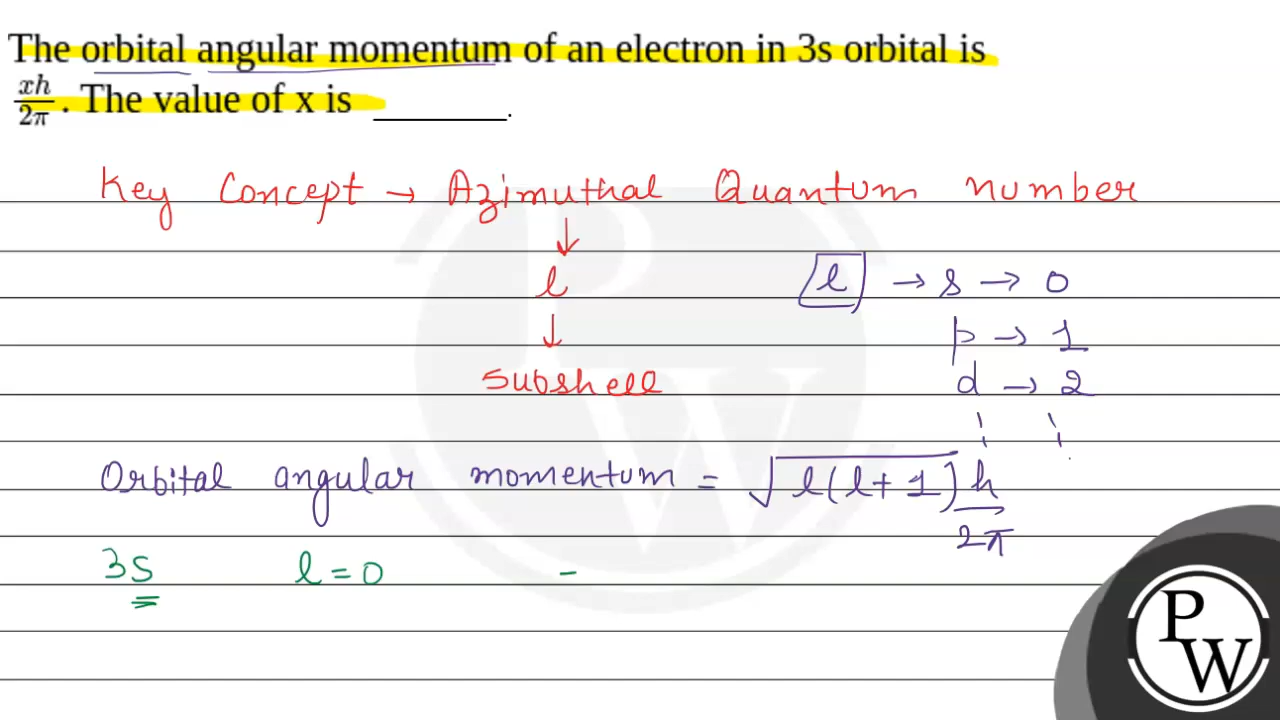 The orbital angular momentum of an electron in 3s orbital is
xh/2π. The value of x is ________.
Key Concept → Azimuthal Quantum number
↓
l
l → s → 0
↓
p → 1
Subshell
d → 2
⋮ ⋮
Orbital angular momentum = √l(l+1) h/2π
3S l = 0 =
P
W
PW